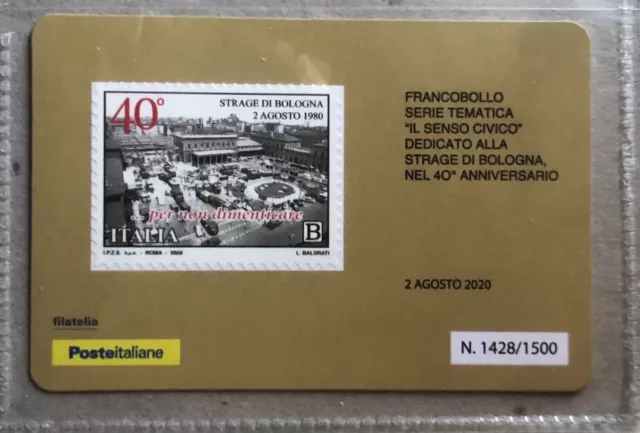 40°
STRAGE DI BOLOGNA
2 AGOSTO 1980
... per non dimenticare
ITALIA
B
I.P.Z.S. S.p.A. - ROMA - 2020
L. BALDRATI
FRANCOBOLLO
SERIE TEMATICA
"IL SENSO CIVICO"
DEDICATO ALLA
STRAGE DI BOLOGNA,
NEL 40° ANNIVERSARIO
2 AGOSTO 2020
filatelia
Posteitaliane
N. 1428/1500